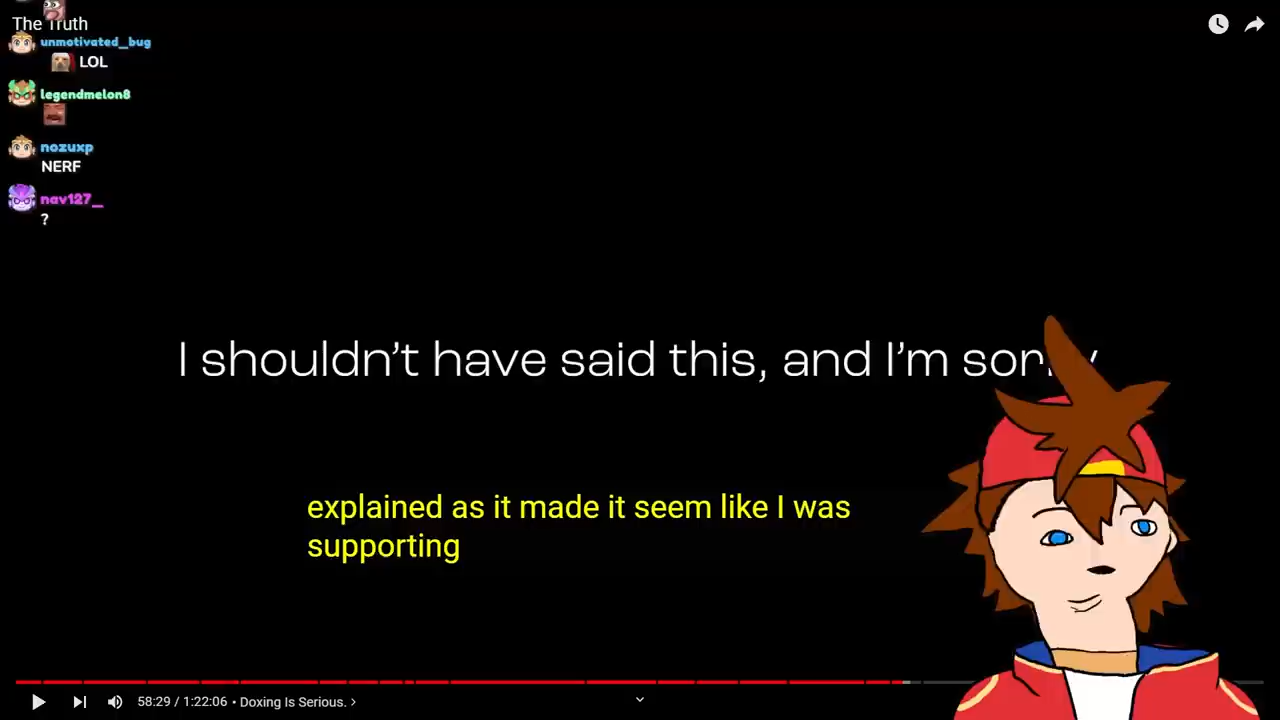 The Truth
unmotivated_bug
LOL
legendmelon8
nozuxp
NERF
nav127_
?
I shouldn't have said this, and I'm sorry
explained as it made it seem like I was
supporting
58:29 / 1:22:06 • Doxing Is Serious. >